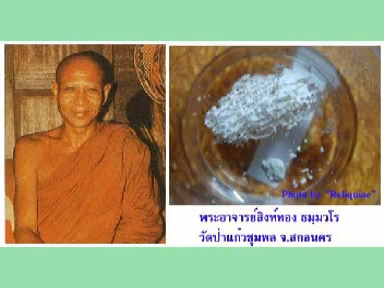 Photo by "Reliquiae"
พระอาจารย์สิงห์ทอง ธมฺมวโร
วัดป่าแก้วชุมพล จ.สกลนคร